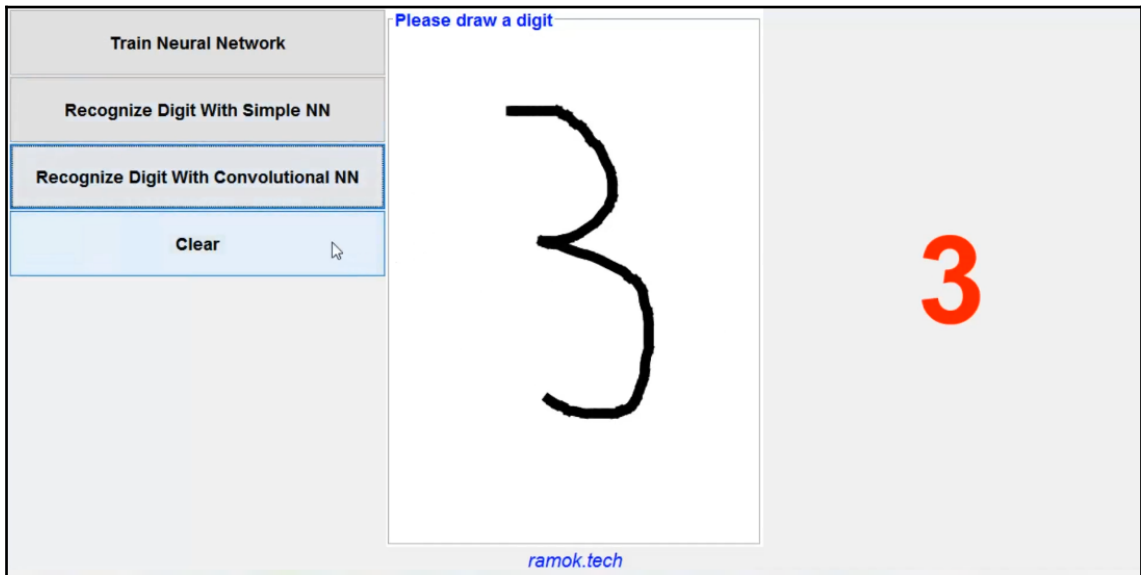 Train Neural Network
Recognize Digit With Simple NN
Recognize Digit With Convolutional NN
Clear
Please draw a digit
3
3
ramok.tech